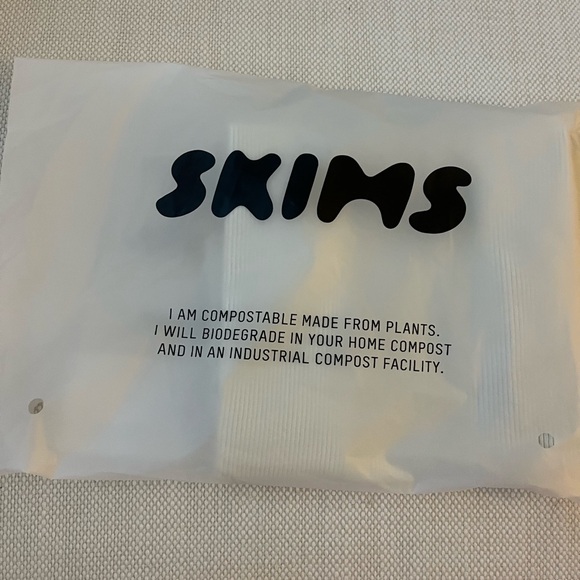 SKIMS
I AM COMPOSTABLE MADE FROM PLANTS.
I WILL BIODEGRADE IN YOUR HOME COMPOST
AND IN AN INDUSTRIAL COMPOST FACILITY.